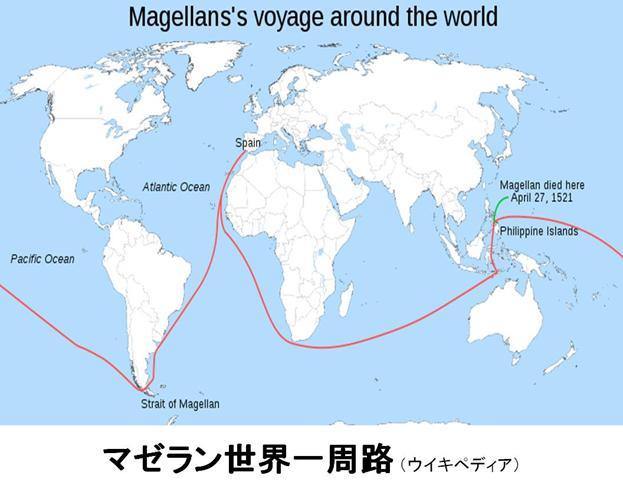 Magellans's voyage around the world
Spain
Atlantic Ocean
Magellan died here
April 27, 1521
Philippine Islands
Pacific Ocean
Strait of Magellan
マゼラン世界一周路(ウイキペディア)